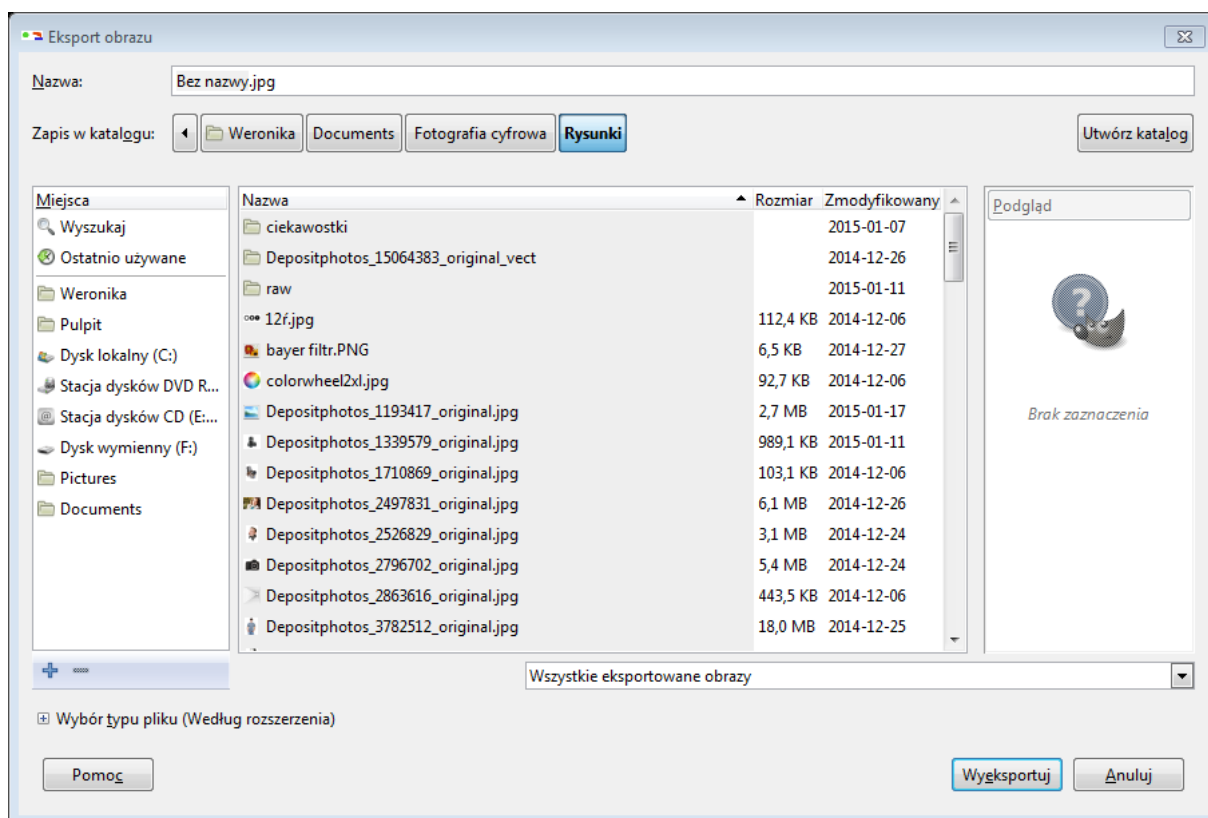 Eksport obrazu
Nazwa: Bez nazwy.jpg
Zapis w katalogu: Weronika Documents Fotografia cyfrowa Rysunki Utwórz katalog
Miejsca Nazwa Rozmiar Zmodyfikowany Podgląd
Wyszukaj ciekawostki 2015-01-07
Ostatnio używane Depositphotos_15064383_original_vect 2014-12-26
Weronika raw 2015-01-11
Pulpit 12ŕ.jpg 112,4 KB 2014-12-06
Dysk lokalny (C:) bayer filtr.PNG 6,5 KB 2014-12-27
Stacja dysków DVD R... colorwheel2xl.jpg 92,7 KB 2014-12-06
Stacja dysków CD (E:... Depositphotos_1193417_original.jpg 2,7 MB 2015-01-17 Brak zaznaczenia
Dysk wymienny (F:) Depositphotos_1339579_original.jpg 989,1 KB 2015-01-11
Pictures Depositphotos_1710869_original.jpg 103,1 KB 2014-12-06
Documents Depositphotos_2497831_original.jpg 6,1 MB 2014-12-26
Depositphotos_2526829_original.jpg 3,1 MB 2014-12-24
Depositphotos_2796702_original.jpg 5,4 MB 2014-12-24
Depositphotos_2863616_original.jpg 443,5 KB 2014-12-06
Depositphotos_3782512_original.jpg 18,0 MB 2014-12-25
Wszystkie eksportowane obrazy
Wybór typu pliku (Według rozszerzenia)
Pomoc Wyeksportuj Anuluj